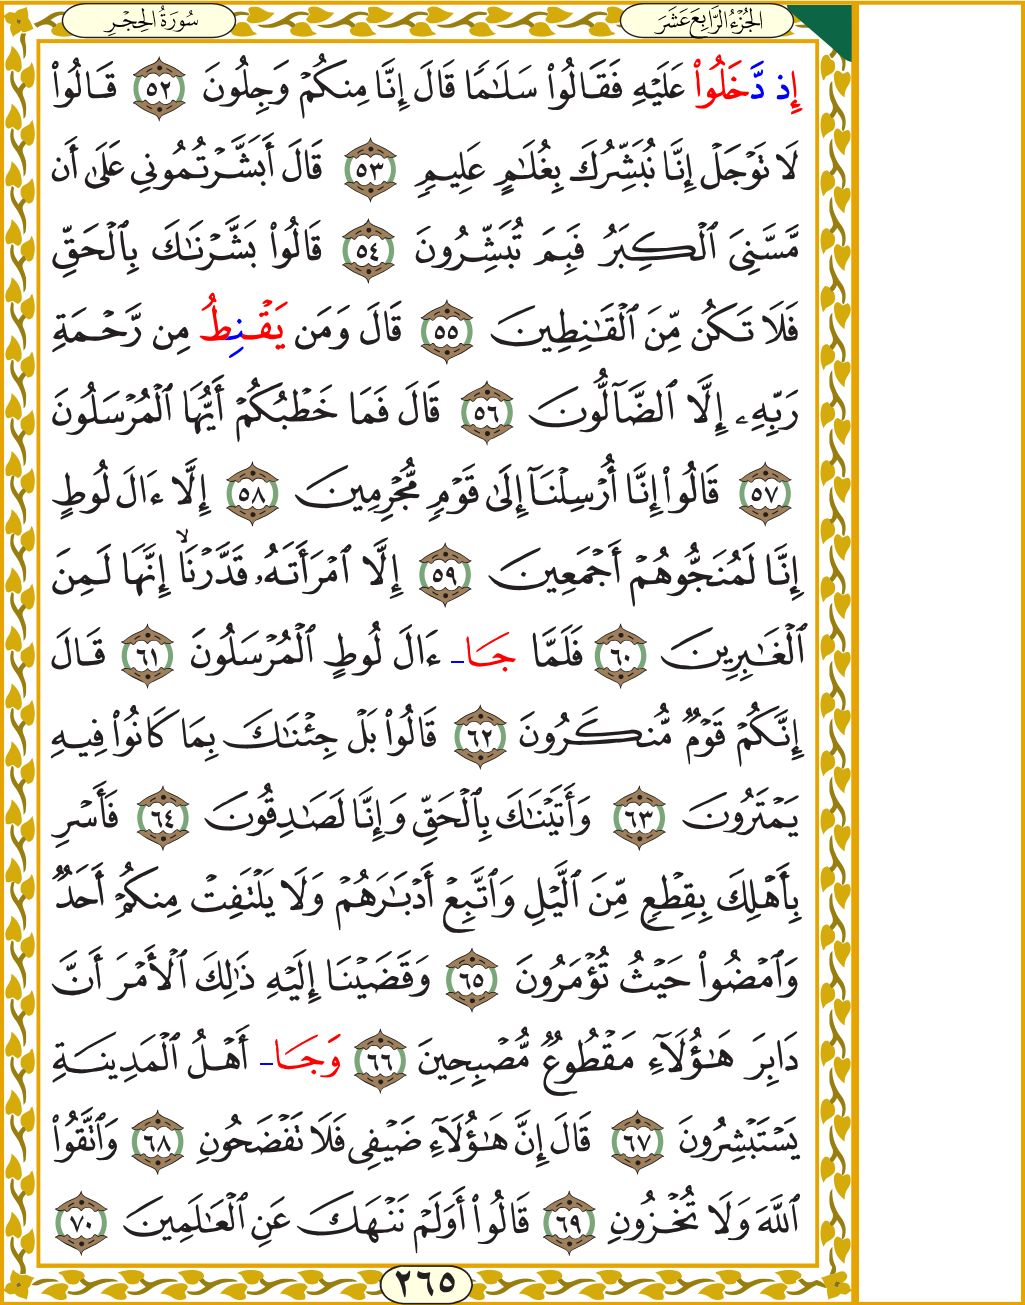 الجُزْءُ الرَّابِعَ عَشَرَ
سُورَةُ الحِجْرِ
إِذ دَّخَلُوا۟ عَلَيْهِ فَقَالُوا۟ سَلَـٰمًا قَالَ إِنَّا مِنكُمْ وَجِلُونَ ٥٢ قَالُوا۟
لَا تَوْجَلْ إِنَّا نُبَشِّرُكَ بِغُلَـٰمٍ عَلِيمٍ ٥٣ قَالَ أَبَشَّرْتُمُونِى عَلَىٰ أَن
مَّسَّنِىَ ٱلْكِبَرُ فَبِمَ تُبَشِّرُونَ ٥٤ قَالُوا۟ بَشَّرْنَـٰكَ بِٱلْحَقِّ
فَلَا تَكُن مِّنَ ٱلْقَـٰنِطِينَ ٥٥ قَالَ وَمَن يَقْنِطُ مِن رَّحْمَةِ
رَبِّهِۦٓ إِلَّا ٱلضَّآلُّونَ ٥٦ قَالَ فَمَا خَطْبُكُمْ أَيُّهَا ٱلْمُرْسَلُونَ
٥٧ قَالُوٓا۟ إِنَّآ أُرْسِلْنَآ إِلَىٰ قَوْمٍ مُّجْرِمِينَ ٥٨ إِلَّآ ءَالَ لُوطٍ
إِنَّا لَمُنَجُّوهُمْ أَجْمَعِينَ ٥٩ إِلَّا ٱمْرَأَتَهُۥ قَدَّرْنَآ ۙ إِنَّهَا لَمِنَ
ٱلْغَـٰبِرِينَ ٦٠ فَلَمَّا جَا ءَالَ لُوطٍ ٱلْمُرْسَلُونَ ٦١ قَالَ
إِنَّكُمْ قَوْمٌ مُّنكَرُونَ ٦٢ قَالُوا۟ بَلْ جِئْنَـٰكَ بِمَا كَانُوا۟ فِيهِ
يَمْتَرُونَ ٦٣ وَأَتَيْنَـٰكَ بِٱلْحَقِّ وَإِنَّا لَصَـٰدِقُونَ ٦٤ فَأَسْرِ
بِأَهْلِكَ بِقِطْعٍ مِّنَ ٱلَّيْلِ وَٱتَّبِعْ أَدْبَـٰرَهُمْ وَلَا يَلْتَفِتْ مِنكُمْ أَحَدٌ
وَٱمْضُوا۟ حَيْثُ تُؤْمَرُونَ ٦٥ وَقَضَيْنَآ إِلَيْهِ ذَٰلِكَ ٱلْأَمْرَ أَنَّ
دَابِرَ هَـٰٓؤُلَآءِ مَقْطُوعٌ مُّصْبِحِينَ ٦٦ وَجَا أَهْلُ ٱلْمَدِينَةِ
يَسْتَبْشِرُونَ ٦٧ قَالَ إِنَّ هَـٰٓؤُلَآءِ ضَيْفِى فَلَا تَفْضَحُونِ ٦٨ وَٱتَّقُوا۟
ٱللَّهَ وَلَا تُخْزُونِ ٦٩ قَالُوٓا۟ أَوَلَمْ نَنْهَكَ عَنِ ٱلْعَـٰلَمِينَ ٧٠
٢٦٥